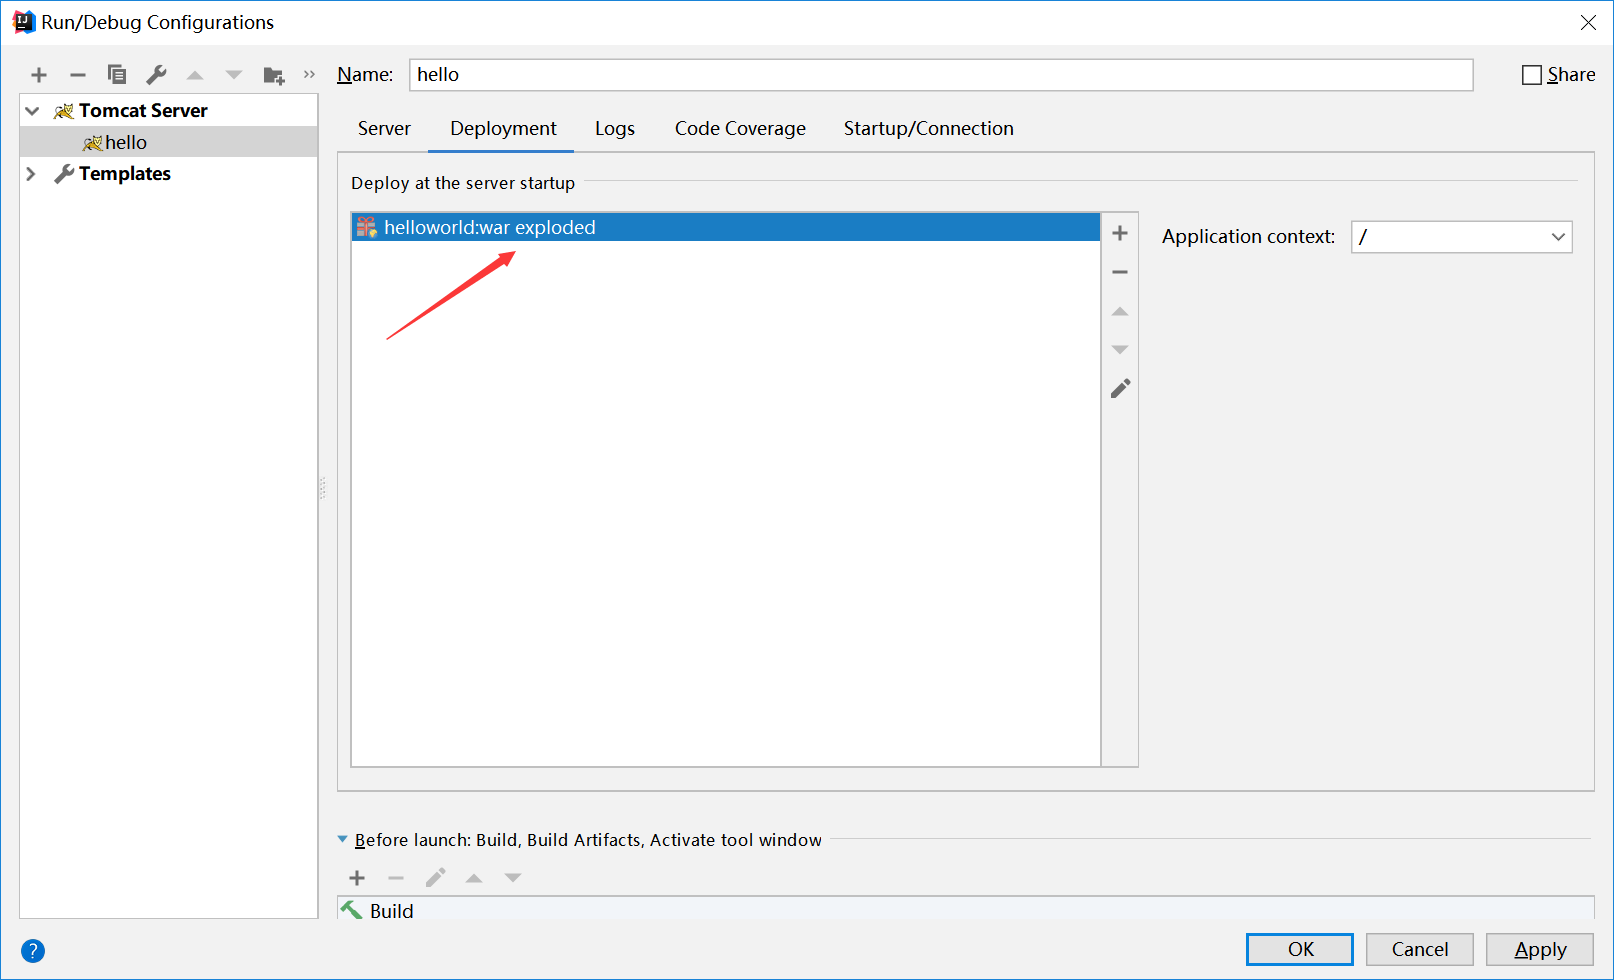 Run/Debug Configurations
Name: hello Share
Tomcat Server
hello
Templates
Server Deployment Logs Code Coverage Startup/Connection
Deploy at the server startup
helloworld:war exploded
Application context: /
Before launch: Build, Build Artifacts, Activate tool window
Build
? OK Cancel Apply